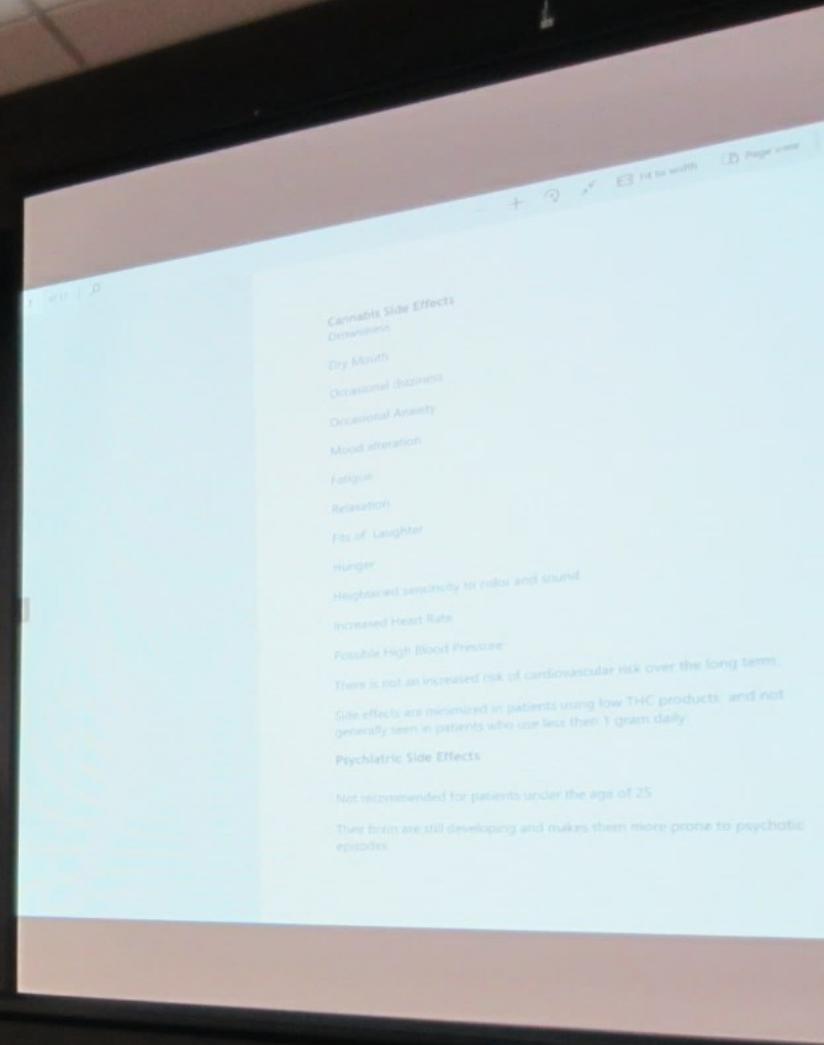 Fit to width
Page view
of 17
Cannabis Side Effects
Drowsiness
Dry Mouth
Occasional dizziness
Occasional Anxiety
Mood alteration
Fatigue
Relaxation
Fits of Laughter
Hunger
Heightened to color and sound
Increased Heart Rate
Possible High Blood Pressure
There is not an increased risk of cardiovascular risk over the long term.
Side effects are minimized in patients using low THC products and not
generally seen in patients who use less then 1 gram daily
Psychiatric Side Effects
Not recommended for patients under the age of 25
Their brain are still developing and makes them more prone to psychotic
episodes